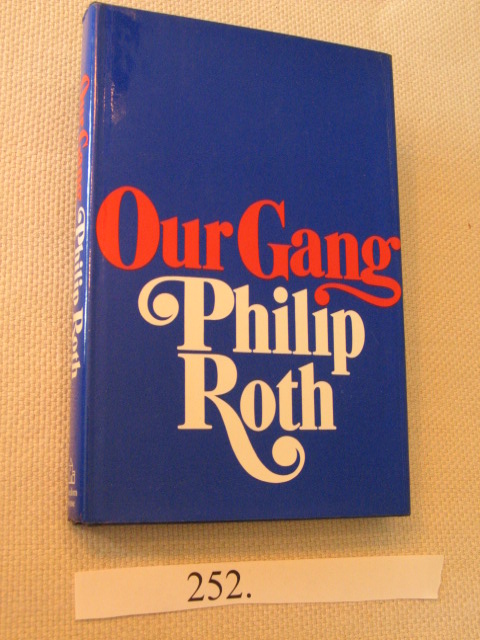 Our Gang
Philip
Roth
Our Gang Philip Roth
252.